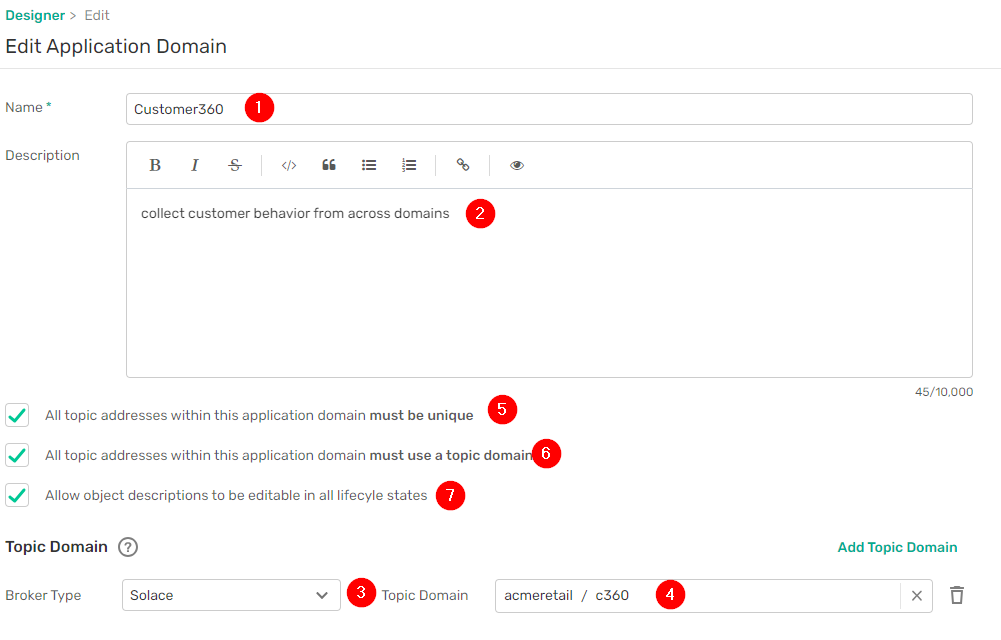 Designer > Edit
Edit Application Domain
Name * Customer360 1
Description B I S </>
collect customer behavior from across domains 2
45/10,000
All topic addresses within this application domain must be unique 5
All topic addresses within this application domain must use a topic domain 6
Allow object descriptions to be editable in all lifecyle states 7
Topic Domain ? Add Topic Domain
Broker Type Solace 3 Topic Domain acmeretail / c360 4